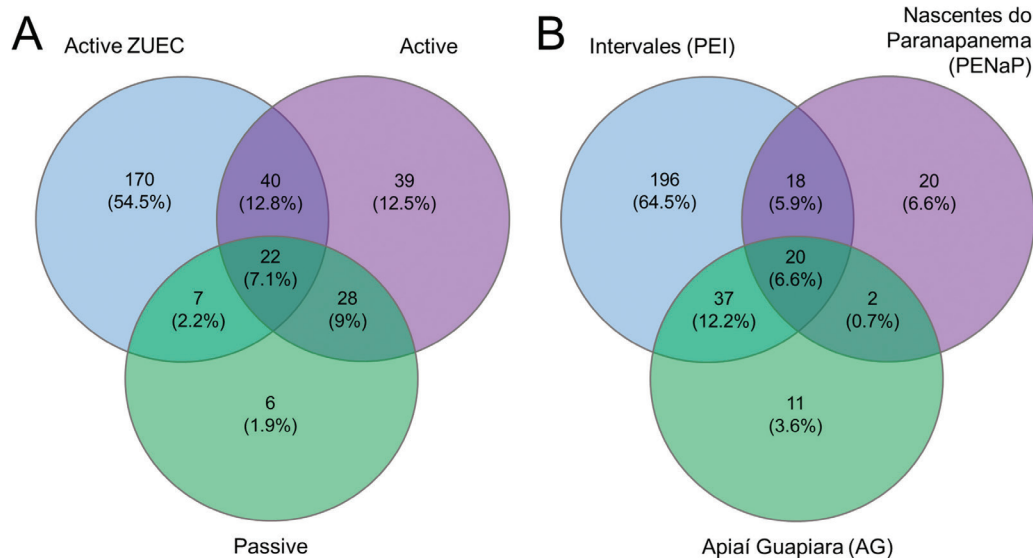 A
Active ZUEC
Active
170
(54.5%)
40
(12.8%)
39
(12.5%)
22
(7.1%)
7
(2.2%)
28
(9%)
6
(1.9%)
Passive
B
Intervales (PEI)
Nascentes do
Paranapanema
(PENaP)
196
(64.5%)
18
(5.9%)
20
(6.6%)
20
(6.6%)
37
(12.2%)
2
(0.7%)
11
(3.6%)
Apiaí Guapiara (AG)